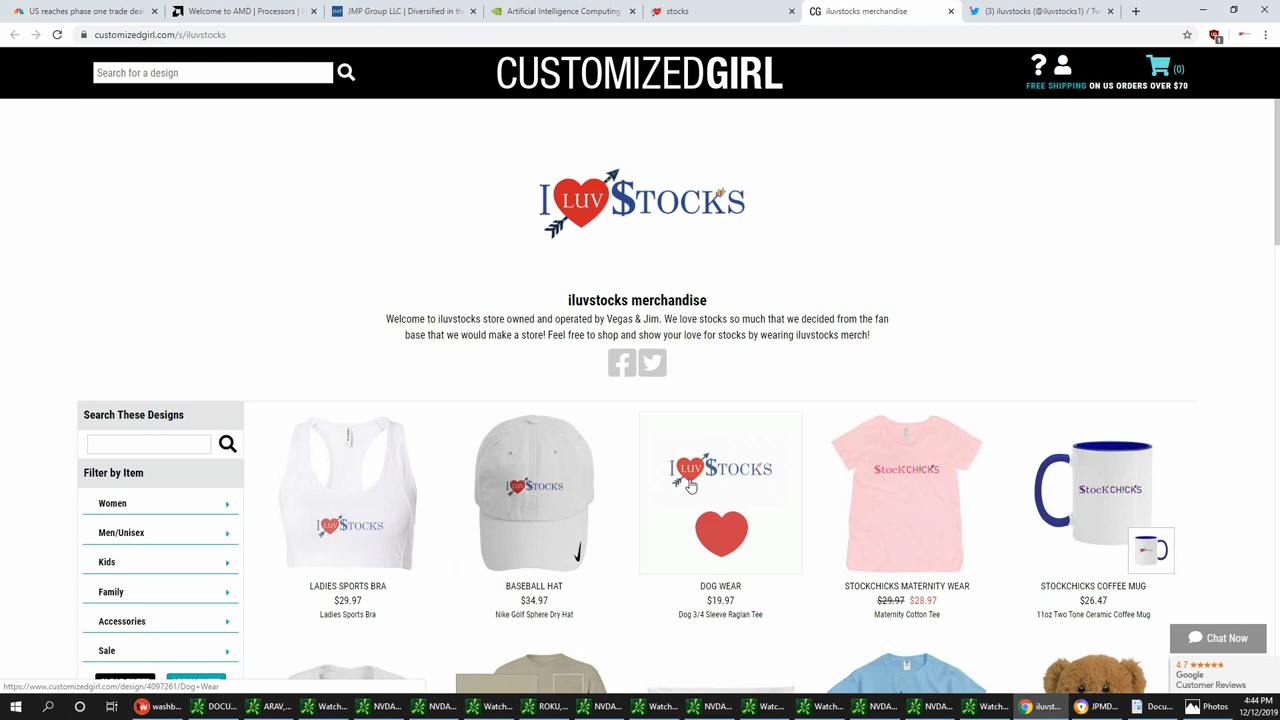 US reaches phase one trade deal
Welcome to AMD | Processors | G
JMP Group LLC | Diversified in th
Artificial Intelligence Computing
stocks
CG iluvstocks merchandise
(3) iluvstocks (@iluvstocks1) / Tw
customizedgirl.com/s/iluvstocks
1
Search for a design
CUSTOMIZEDGIRL
(0)
FREE SHIPPING ON US ORDERS OVER $70
I LUV $TOCKS
iluvstocks merchandise
Welcome to iluvstocks store owned and operated by Vegas & Jim. We love stocks so much that we decided from the fan
base that we would make a store! Feel free to shop and show your love for stocks by wearing iluvstocks merch!
Search These Designs
Filter by Item
Women
Men/Unisex
Kids
Family
Accessories
Sale
I LUV $TOCKS
I LUV $TOCKS
I LUV $TOCKS
$tocKCHICKS
$tocKCHICKS
LADIES SPORTS BRA
$29.97
Ladies Sports Bra
BASEBALL HAT
$34.97
Nike Golf Sphere Dry Hat
DOG WEAR
$19.97
Dog 3/4 Sleeve Raglan Tee
STOCKCHICKS MATERNITY WEAR
$29.97 $28.97
Maternity Cotton Tee
STOCKCHICKS COFFEE MUG
$26.47
11oz Two Tone Ceramic Coffee Mug
Chat Now
4.7
Google
Customer Reviews
https://www.customizedgirl.com/design/4097261/Dog+Wear
washb...
DOCU...
ARAV,...
Watch...
NVDA...
NVDA...
Watc...
ROKU,...
NVDA...
Watch...
NVDA...
Watc...
NVDA...
NVDA...
Watch...
iluvst...
JPMD...
Docu...
Photos
4:44 PM
12/12/2019